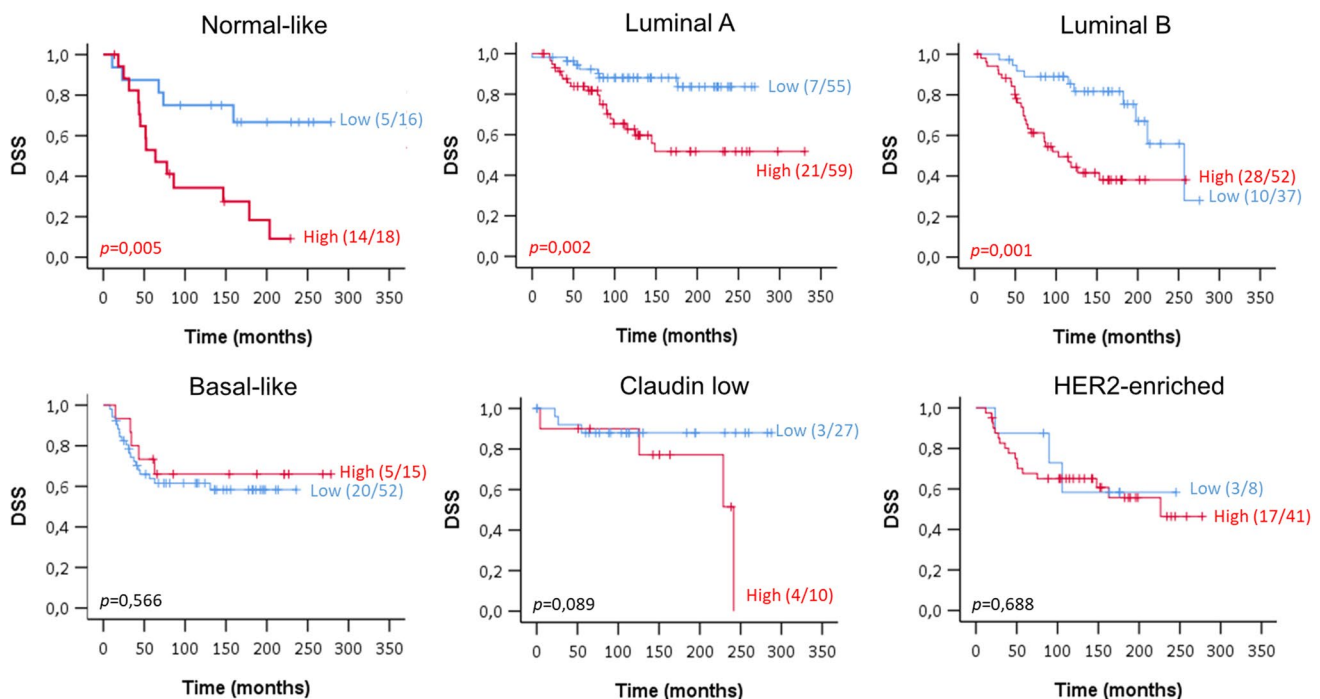 Normal-like
DSS
1,0
0,8
0,6
0,4
0,2
0,0
Low (5/16)
High (14/18)
p=0,005
0 50 100 150 200 250 300 350
Time (months)
Luminal A
DSS
1,0
0,8
0,6
0,4
0,2
0,0
Low (7/55)
High (21/59)
p=0,002
0 50 100 150 200 250 300 350
Time (months)
Luminal B
DSS
1,0
0,8
0,6
0,4
0,2
0,0
High (28/52)
Low (10/37)
p=0,001
0 50 100 150 200 250 300 350
Time (months)
Basal-like
DSS
1,0
0,8
0,6
0,4
0,2
0,0
High (5/15)
Low (20/52)
p=0,566
0 50 100 150 200 250 300 350
Time (months)
Claudin low
DSS
1,0
0,8
0,6
0,4
0,2
0,0
Low (3/27)
High (4/10)
p=0,089
0 50 100 150 200 250 300 350
Time (months)
HER2-enriched
DSS
1,0
0,8
0,6
0,4
0,2
0,0
Low (3/8)
High (17/41)
p=0,688
0 50 100 150 200 250 300 350
Time (months)